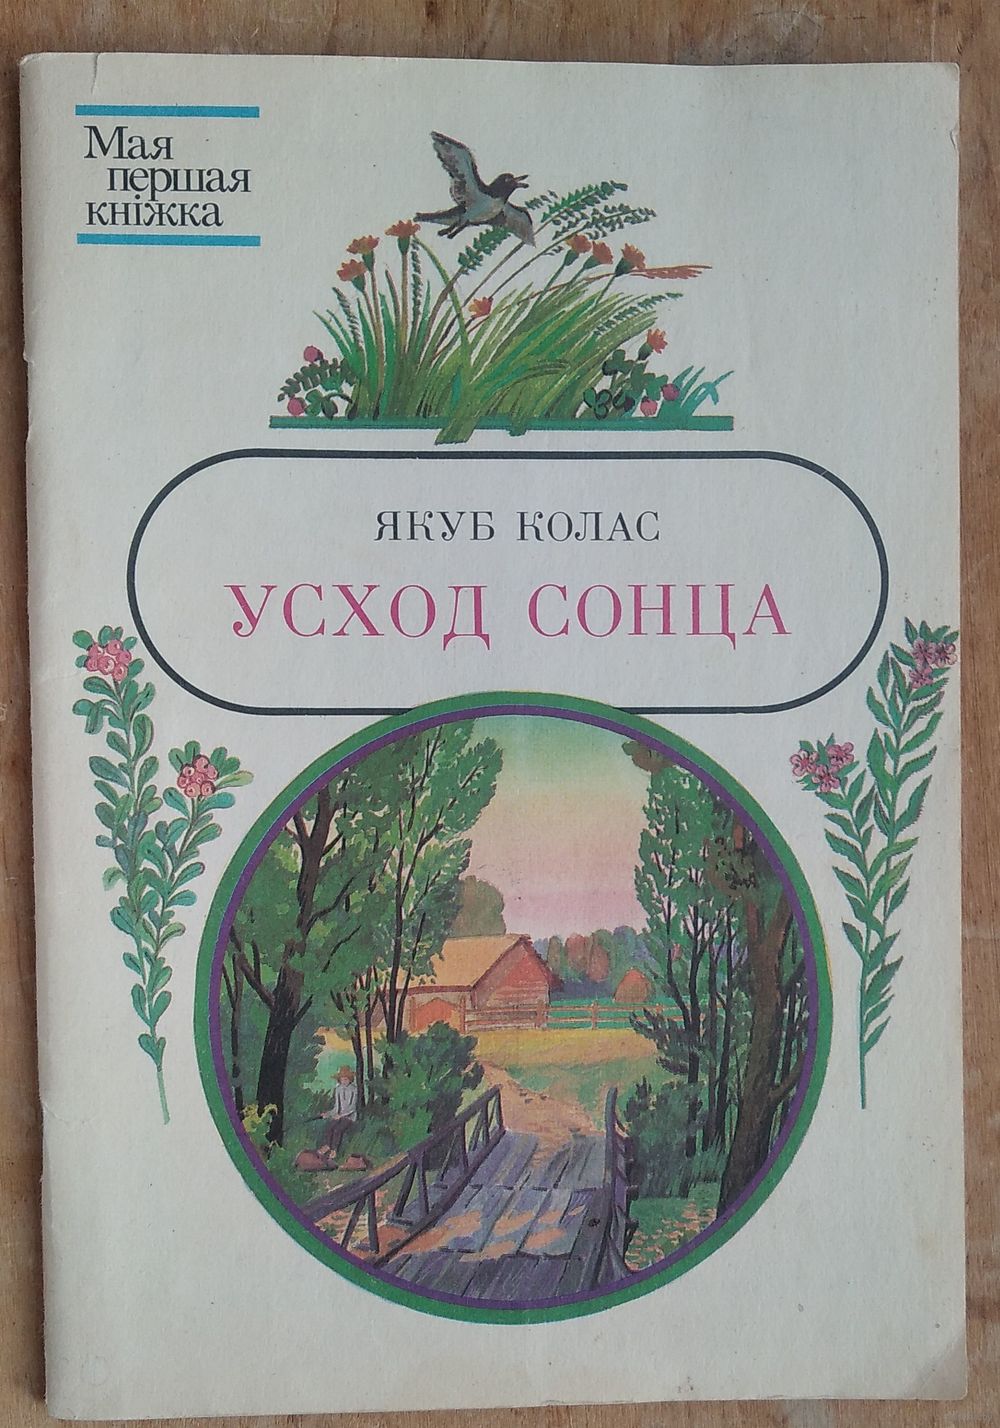 Мая
першая
кніжка
ЯКУБ КОЛАС
УСХОД СОНЦА